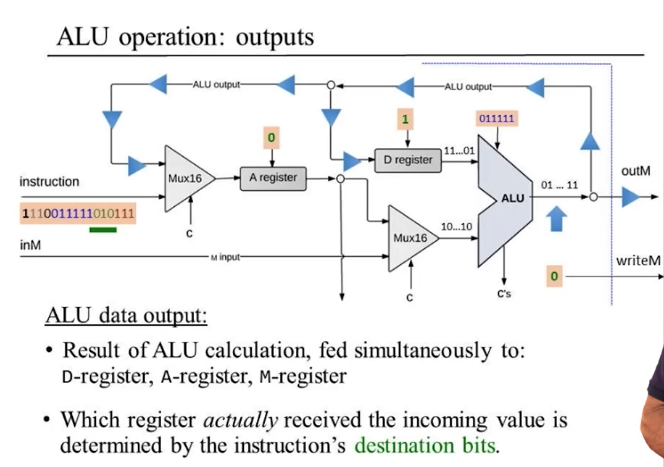 ALU operation: outputs
ALU output
ALU output
0
1
011111
Mux16
A register
D register
11...01
ALU
01 ... 11
outM
instruction
1110011111010111
c
Mux16
10...10
inM
M input
c
c's
0
writeM
ALU data output:
• Result of ALU calculation, fed simultaneously to:
D-register, A-register, M-register
• Which register actually received the incoming value is
determined by the instruction's destination bits.